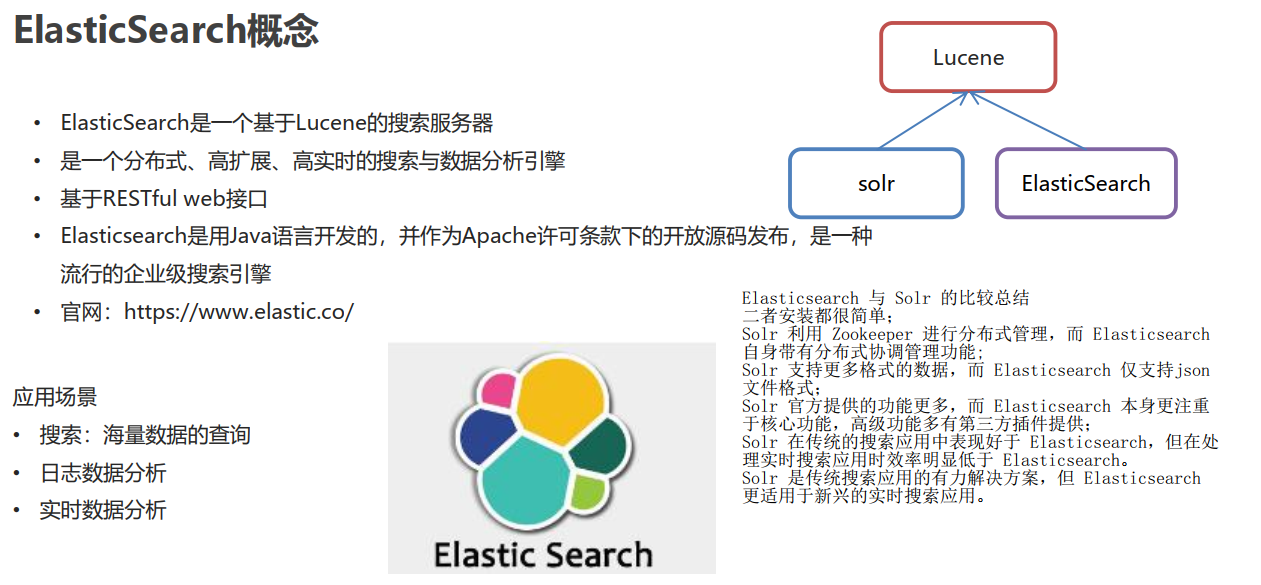 ElasticSearch概念
• ElasticSearch是一个基于Lucene的搜索服务器
• 是一个分布式、高扩展、高实时的搜索与数据分析引擎
• 基于RESTful web接口
• Elasticsearch是用Java语言开发的，并作为Apache许可条款下的开放源码发布，是一种
流行的企业级搜索引擎
• 官网：https://www.elastic.co/
应用场景
• 搜索：海量数据的查询
• 日志数据分析
• 实时数据分析
Elastic Search
Lucene
solr
ElasticSearch
Elasticsearch 与 Solr 的比较总结
二者安装都很简单；
Solr 利用 Zookeeper 进行分布式管理，而 Elasticsearch
自身带有分布式协调管理功能;
Solr 支持更多格式的数据，而 Elasticsearch 仅支持json
文件格式；
Solr 官方提供的功能更多，而 Elasticsearch 本身更注重
于核心功能，高级功能多有第三方插件提供；
Solr 在传统的搜索应用中表现好于 Elasticsearch，但在处
理实时搜索应用时效率明显低于 Elasticsearch。
Solr 是传统搜索应用的有力解决方案，但 Elasticsearch
更适用于新兴的实时搜索应用。